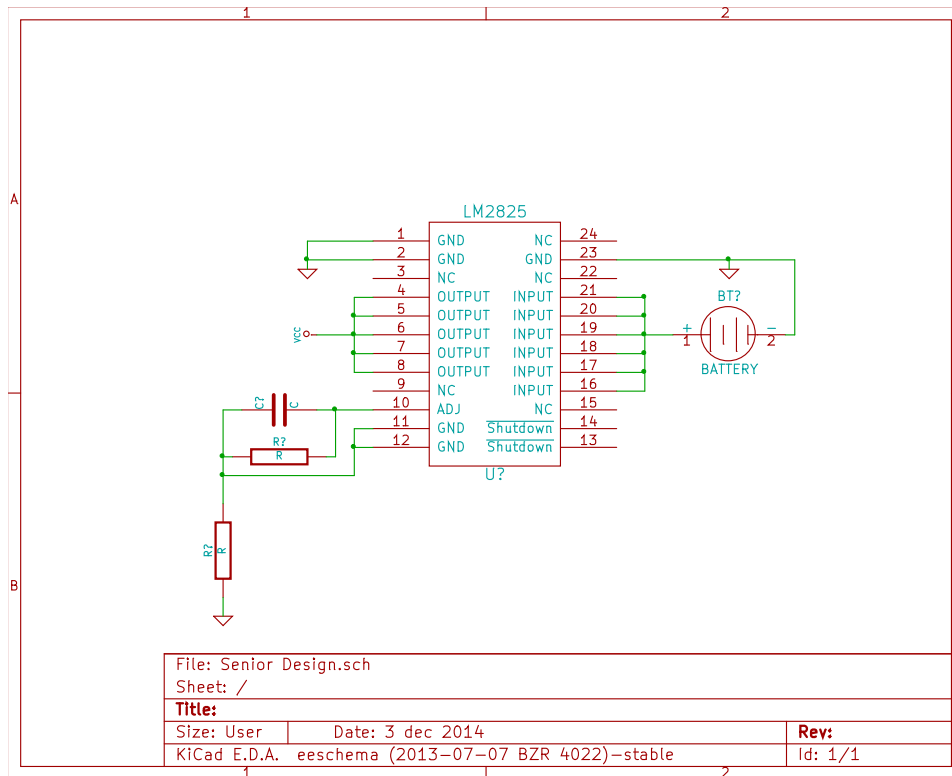 1 2
A
LM2825
1 GND NC 24
2 GND GND 23
3 NC NC 22
4 OUTPUT INPUT 21
5 OUTPUT INPUT 20
VCC 6 OUTPUT INPUT 19
7 OUTPUT INPUT 18
8 OUTPUT INPUT 17
9 NC INPUT 16
10 ADJ NC 15
11 GND Shutdown 14
12 GND Shutdown 13
U?
BT?
+ −
1 2
BATTERY
C? C
R?
R
R? R
B
File: Senior Design.sch
Sheet: /
Title:
Size: User Date: 3 dec 2014 Rev:
KiCad E.D.A. eeschema (2013-07-07 BZR 4022)-stable Id: 1/1
1 2